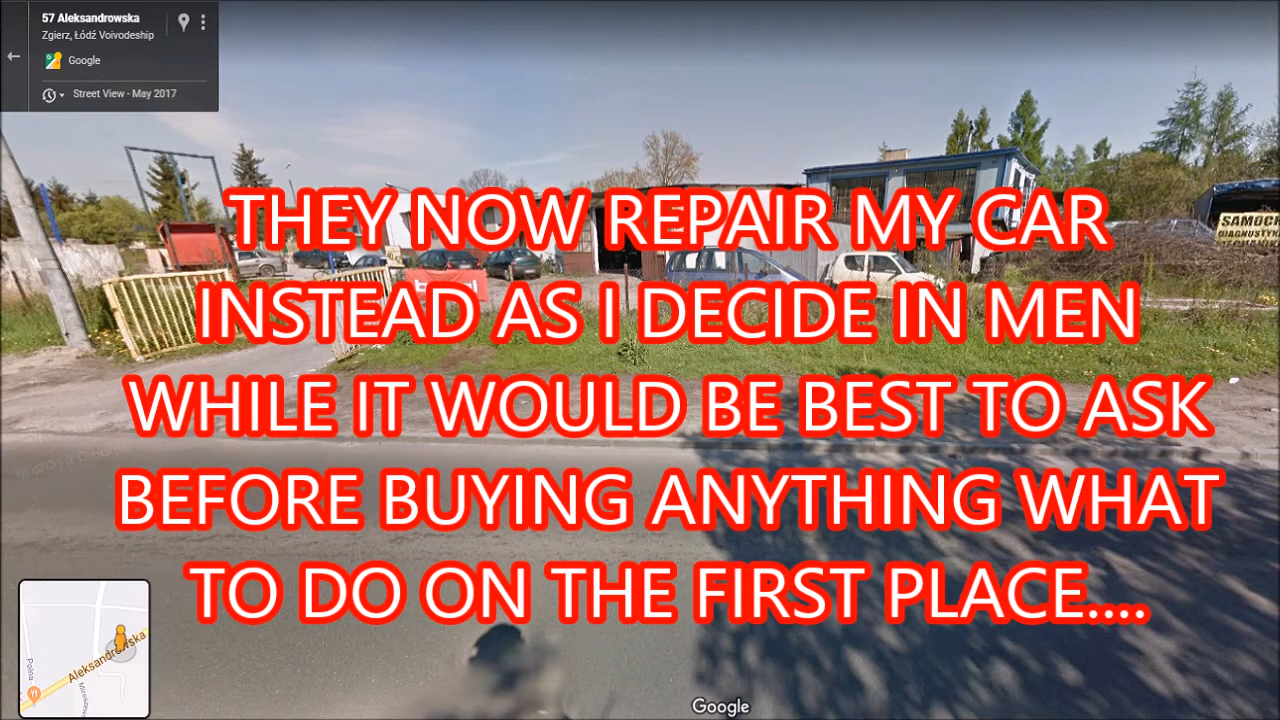 57 Aleksandrowska
Zgierz, Łódź Voivodeship
Google
Street View - May 2017
SAMOC
DIAGNOSTYK
THEY NOW REPAIR MY CAR
INSTEAD AS I DECIDE IN MEN
WHILE IT WOULD BE BEST TO ASK
BEFORE BUYING ANYTHING WHAT
TO DO ON THE FIRST PLACE....
Aleksandrowska
Polna
Google